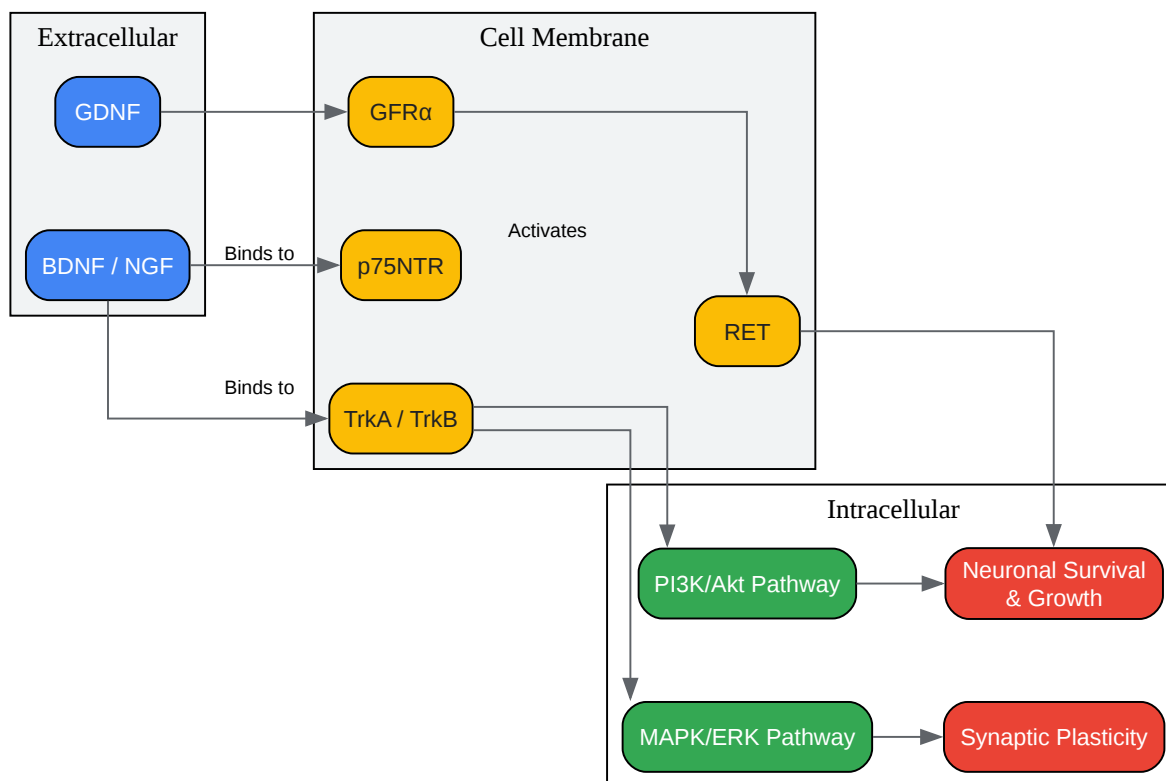 Extracellular
GDNF
BDNF / NGF
Binds to
Binds to
Cell Membrane
GFRα
p75NTR
Activates
RET
TrkA / TrkB
Intracellular
PI3K/Akt Pathway
Neuronal Survival
& Growth
MAPK/ERK Pathway
Synaptic Plasticity